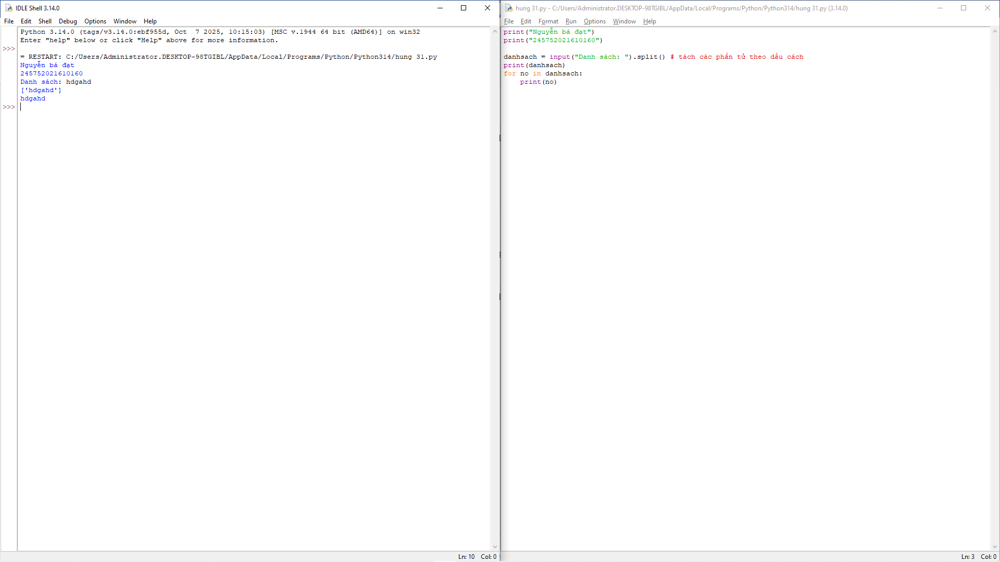 IDLE Shell 3.14.0
File Edit Shell Debug Options Window Help
Python 3.14.0 (tags/v3.14.0:ebf955d, Oct  7 2025, 10:15:03) [MSC v.1944 64 bit (AMD64)] on win32
Enter "help" below or click "Help" above for more information.
>>>
= RESTART: C:/Users/Administrator.DESKTOP-98TGIBL/AppData/Local/Programs/Python/Python314/hung 31.py
Nguyễn bá đạt
245752021610160
Danh sách: hdgahd
['hdgahd']
hdgahd
>>>
Ln: 10 Col: 0
hung 31.py - C:/Users/Administrator.DESKTOP-98TGIBL/AppData/Local/Programs/Python/Python314/hung 31.py (3.14.0)
File Edit Format Run Options Window Help
print("Nguyễn bá đạt")
print("245752021610160")
danhsach = input("Danh sách: ").split() # tách các phần tử theo dấu cách
print(danhsach)
for no in danhsach:
    print(no)
Ln: 3 Col: 0